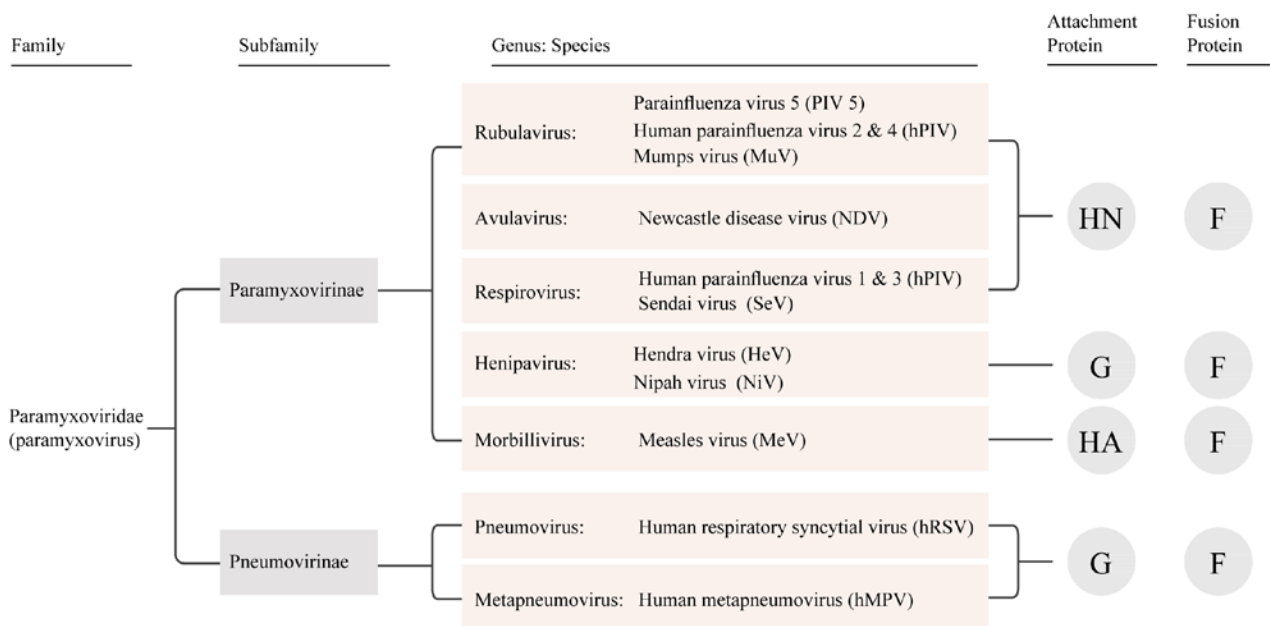 Family
Subfamily
Genus: Species
Attachment
Protein
Fusion
Protein
Rubulavirus:
Parainfluenza virus 5 (PIV 5)
Human parainfluenza virus 2 & 4 (hPIV)
Mumps virus (MuV)
Avulavirus:
Newcastle disease virus (NDV)
HN
F
Paramyxovirinae
Respirovirus:
Human parainfluenza virus 1 & 3 (hPIV)
Sendai virus (SeV)
Henipavirus:
Hendra virus (HeV)
Nipah virus (NiV)
G
F
Paramyxoviridae
(paramyxovirus)
Morbillivirus:
Measles virus (MeV)
HA
F
Pneumovirinae
Pneumovirus:
Human respiratory syncytial virus (hRSV)
Metapneumovirus:
Human metapneumovirus (hMPV)
G
F